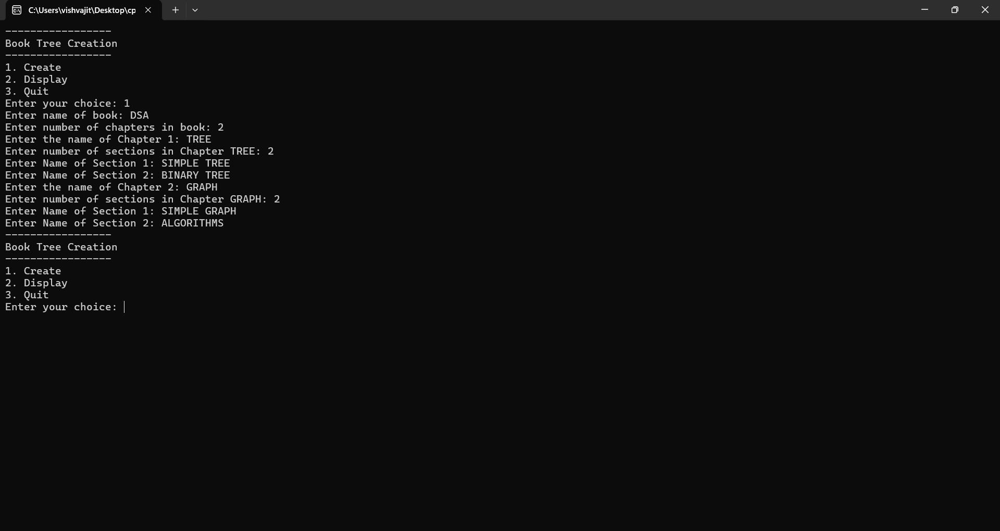 C:\Users\vishvajit\Desktop\cp
-----------------
Book Tree Creation
-----------------
1. Create
2. Display
3. Quit
Enter your choice: 1
Enter name of book: DSA
Enter number of chapters in book: 2
Enter the name of Chapter 1: TREE
Enter number of sections in Chapter TREE: 2
Enter Name of Section 1: SIMPLE TREE
Enter Name of Section 2: BINARY TREE
Enter the name of Chapter 2: GRAPH
Enter number of sections in Chapter GRAPH: 2
Enter Name of Section 1: SIMPLE GRAPH
Enter Name of Section 2: ALGORITHMS
-----------------
Book Tree Creation
-----------------
1. Create
2. Display
3. Quit
Enter your choice: